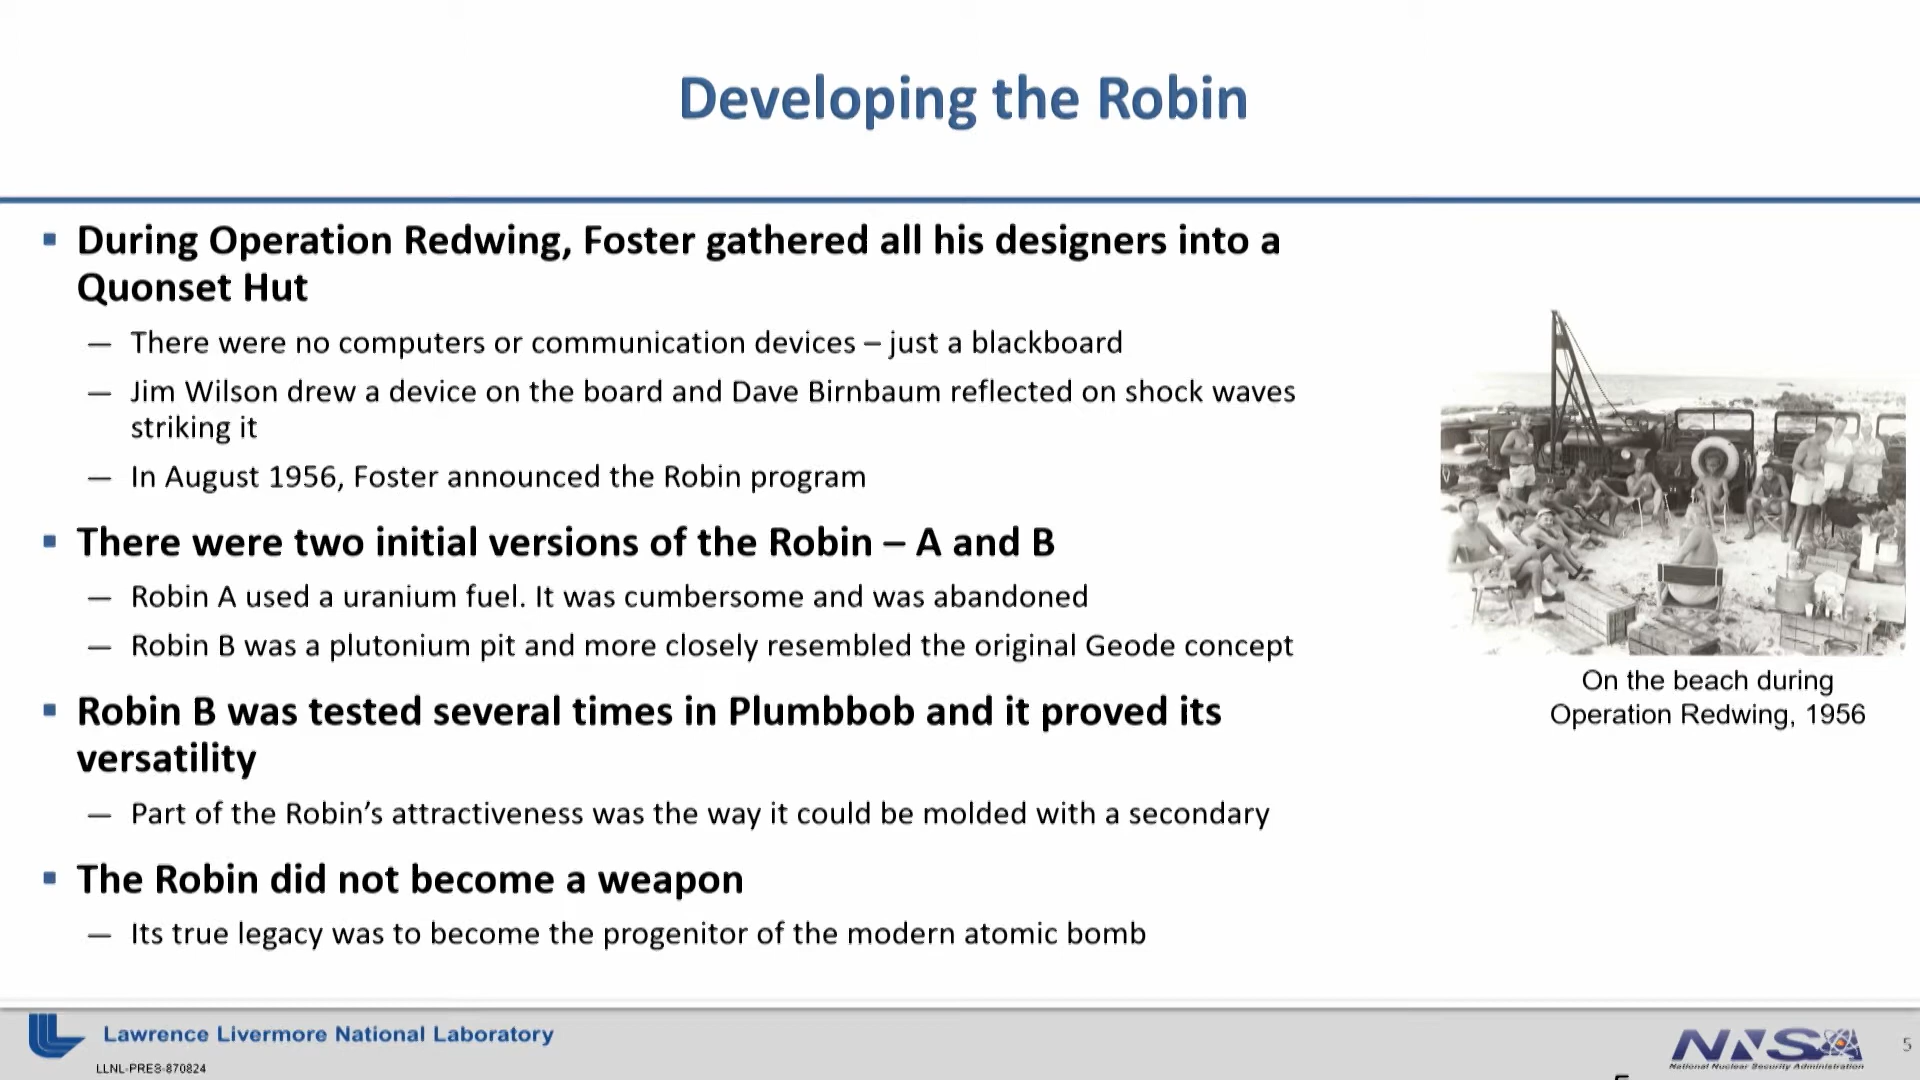 Developing the Robin
▪ During Operation Redwing, Foster gathered all his designers into a
Quonset Hut
— There were no computers or communication devices – just a blackboard
— Jim Wilson drew a device on the board and Dave Birnbaum reflected on shock waves
striking it
— In August 1956, Foster announced the Robin program
▪ There were two initial versions of the Robin – A and B
— Robin A used a uranium fuel. It was cumbersome and was abandoned
— Robin B was a plutonium pit and more closely resembled the original Geode concept
▪ Robin B was tested several times in Plumbbob and it proved its
versatility
— Part of the Robin’s attractiveness was the way it could be molded with a secondary
▪ The Robin did not become a weapon
— Its true legacy was to become the progenitor of the modern atomic bomb
On the beach during
Operation Redwing, 1956
Lawrence Livermore National Laboratory
LLNL-PRES-870824
NNSA
National Nuclear Security Administration
5